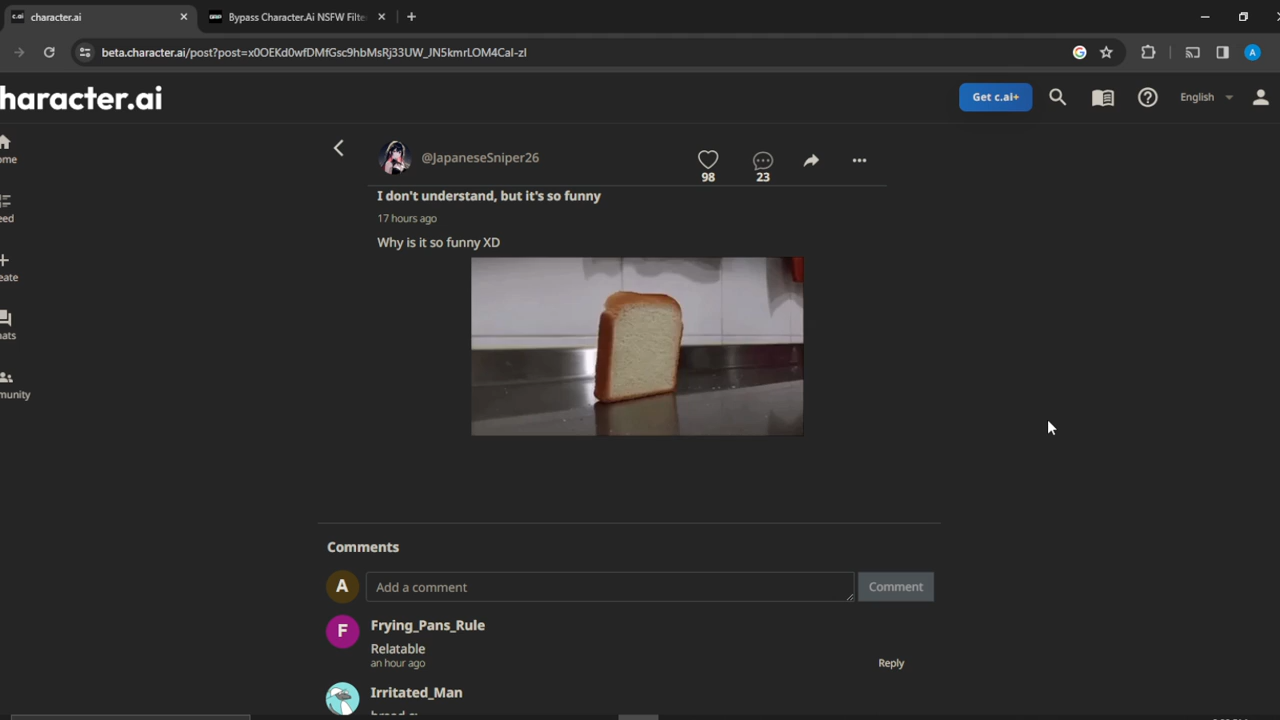 c.ai character.ai
Bypass Character.Ai NSFW Filte
beta.character.ai/post?post=x0OEKd0wfDMfGsc9hbMsRj33UW_JN5kmrLOM4CaI-zI
A
haracter.ai
Get c.ai+
English
ome
eed
eate
ats
munity
@JapaneseSniper26
98
23
I don't understand, but it's so funny
17 hours ago
Why is it so funny XD
Comments
A
Add a comment
Comment
F
Frying_Pans_Rule
Relatable
an hour ago
Reply
Irritated_Man